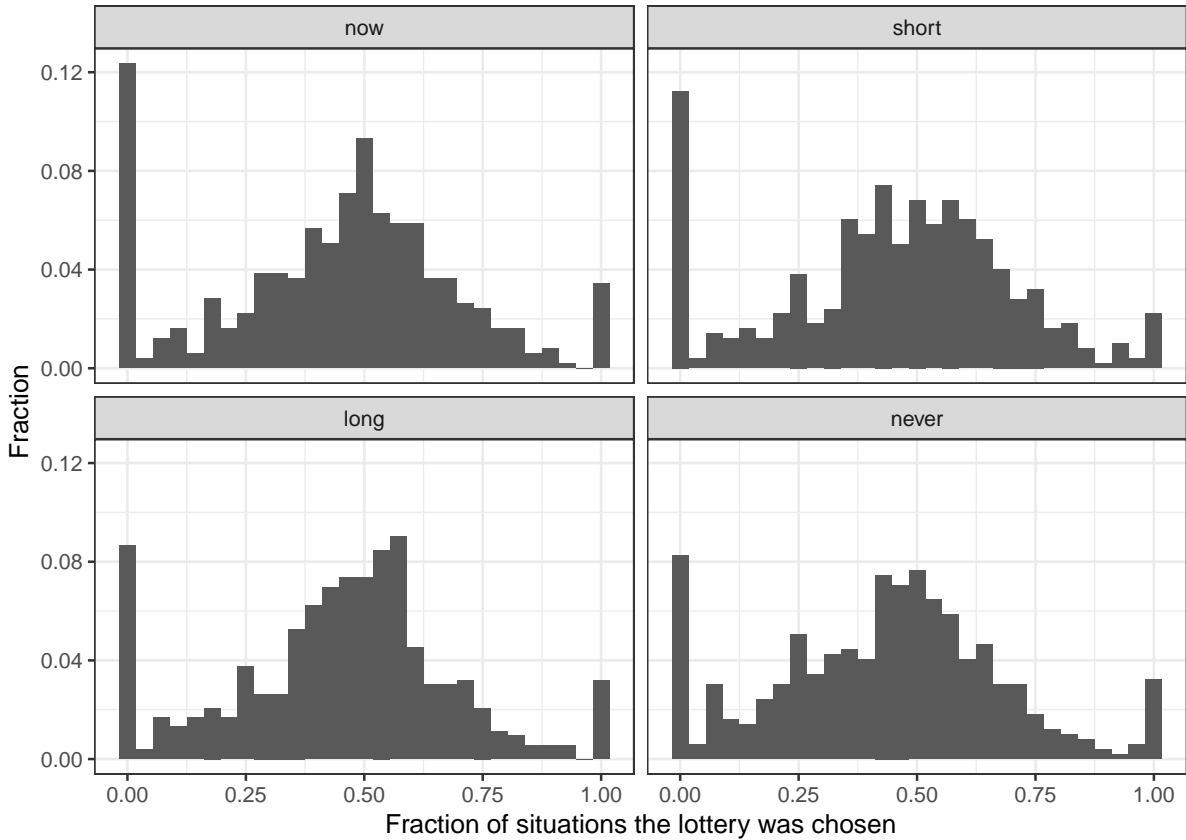 now
short
0.12
0.08
0.04
0.00
long
never
0.12
0.08
0.04
0.00
Fraction
0.00 0.25 0.50 0.75 1.00 0.00 0.25 0.50 0.75 1.00
Fraction of situations the lottery was chosen